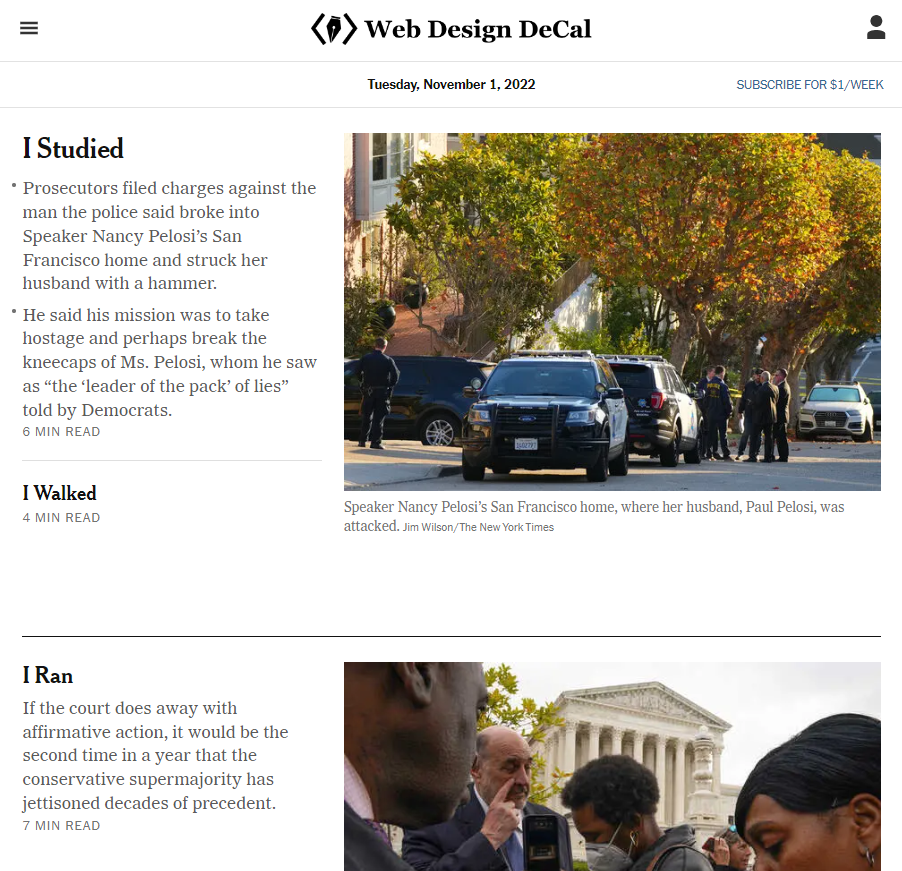 Web Design DeCal
Tuesday, November 1, 2022
SUBSCRIBE FOR $1/WEEK
I Studied
• Prosecutors filed charges against the
man the police said broke into
Speaker Nancy Pelosi’s San
Francisco home and struck her
husband with a hammer.
• He said his mission was to take
hostage and perhaps break the
kneecaps of Ms. Pelosi, whom he saw
as “the ‘leader of the pack’ of lies”
told by Democrats.
6 MIN READ
I Walked
4 MIN READ
Speaker Nancy Pelosi’s San Francisco home, where her husband, Paul Pelosi, was
attacked. Jim Wilson/The New York Times
I Ran
If the court does away with
affirmative action, it would be the
second time in a year that the
conservative supermajority has
jettisoned decades of precedent.
7 MIN READ